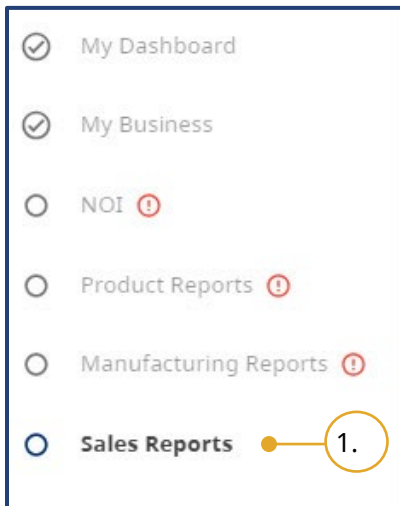 My Dashboard
My Business
NOI
Product Reports
Manufacturing Reports
Sales Reports 1.